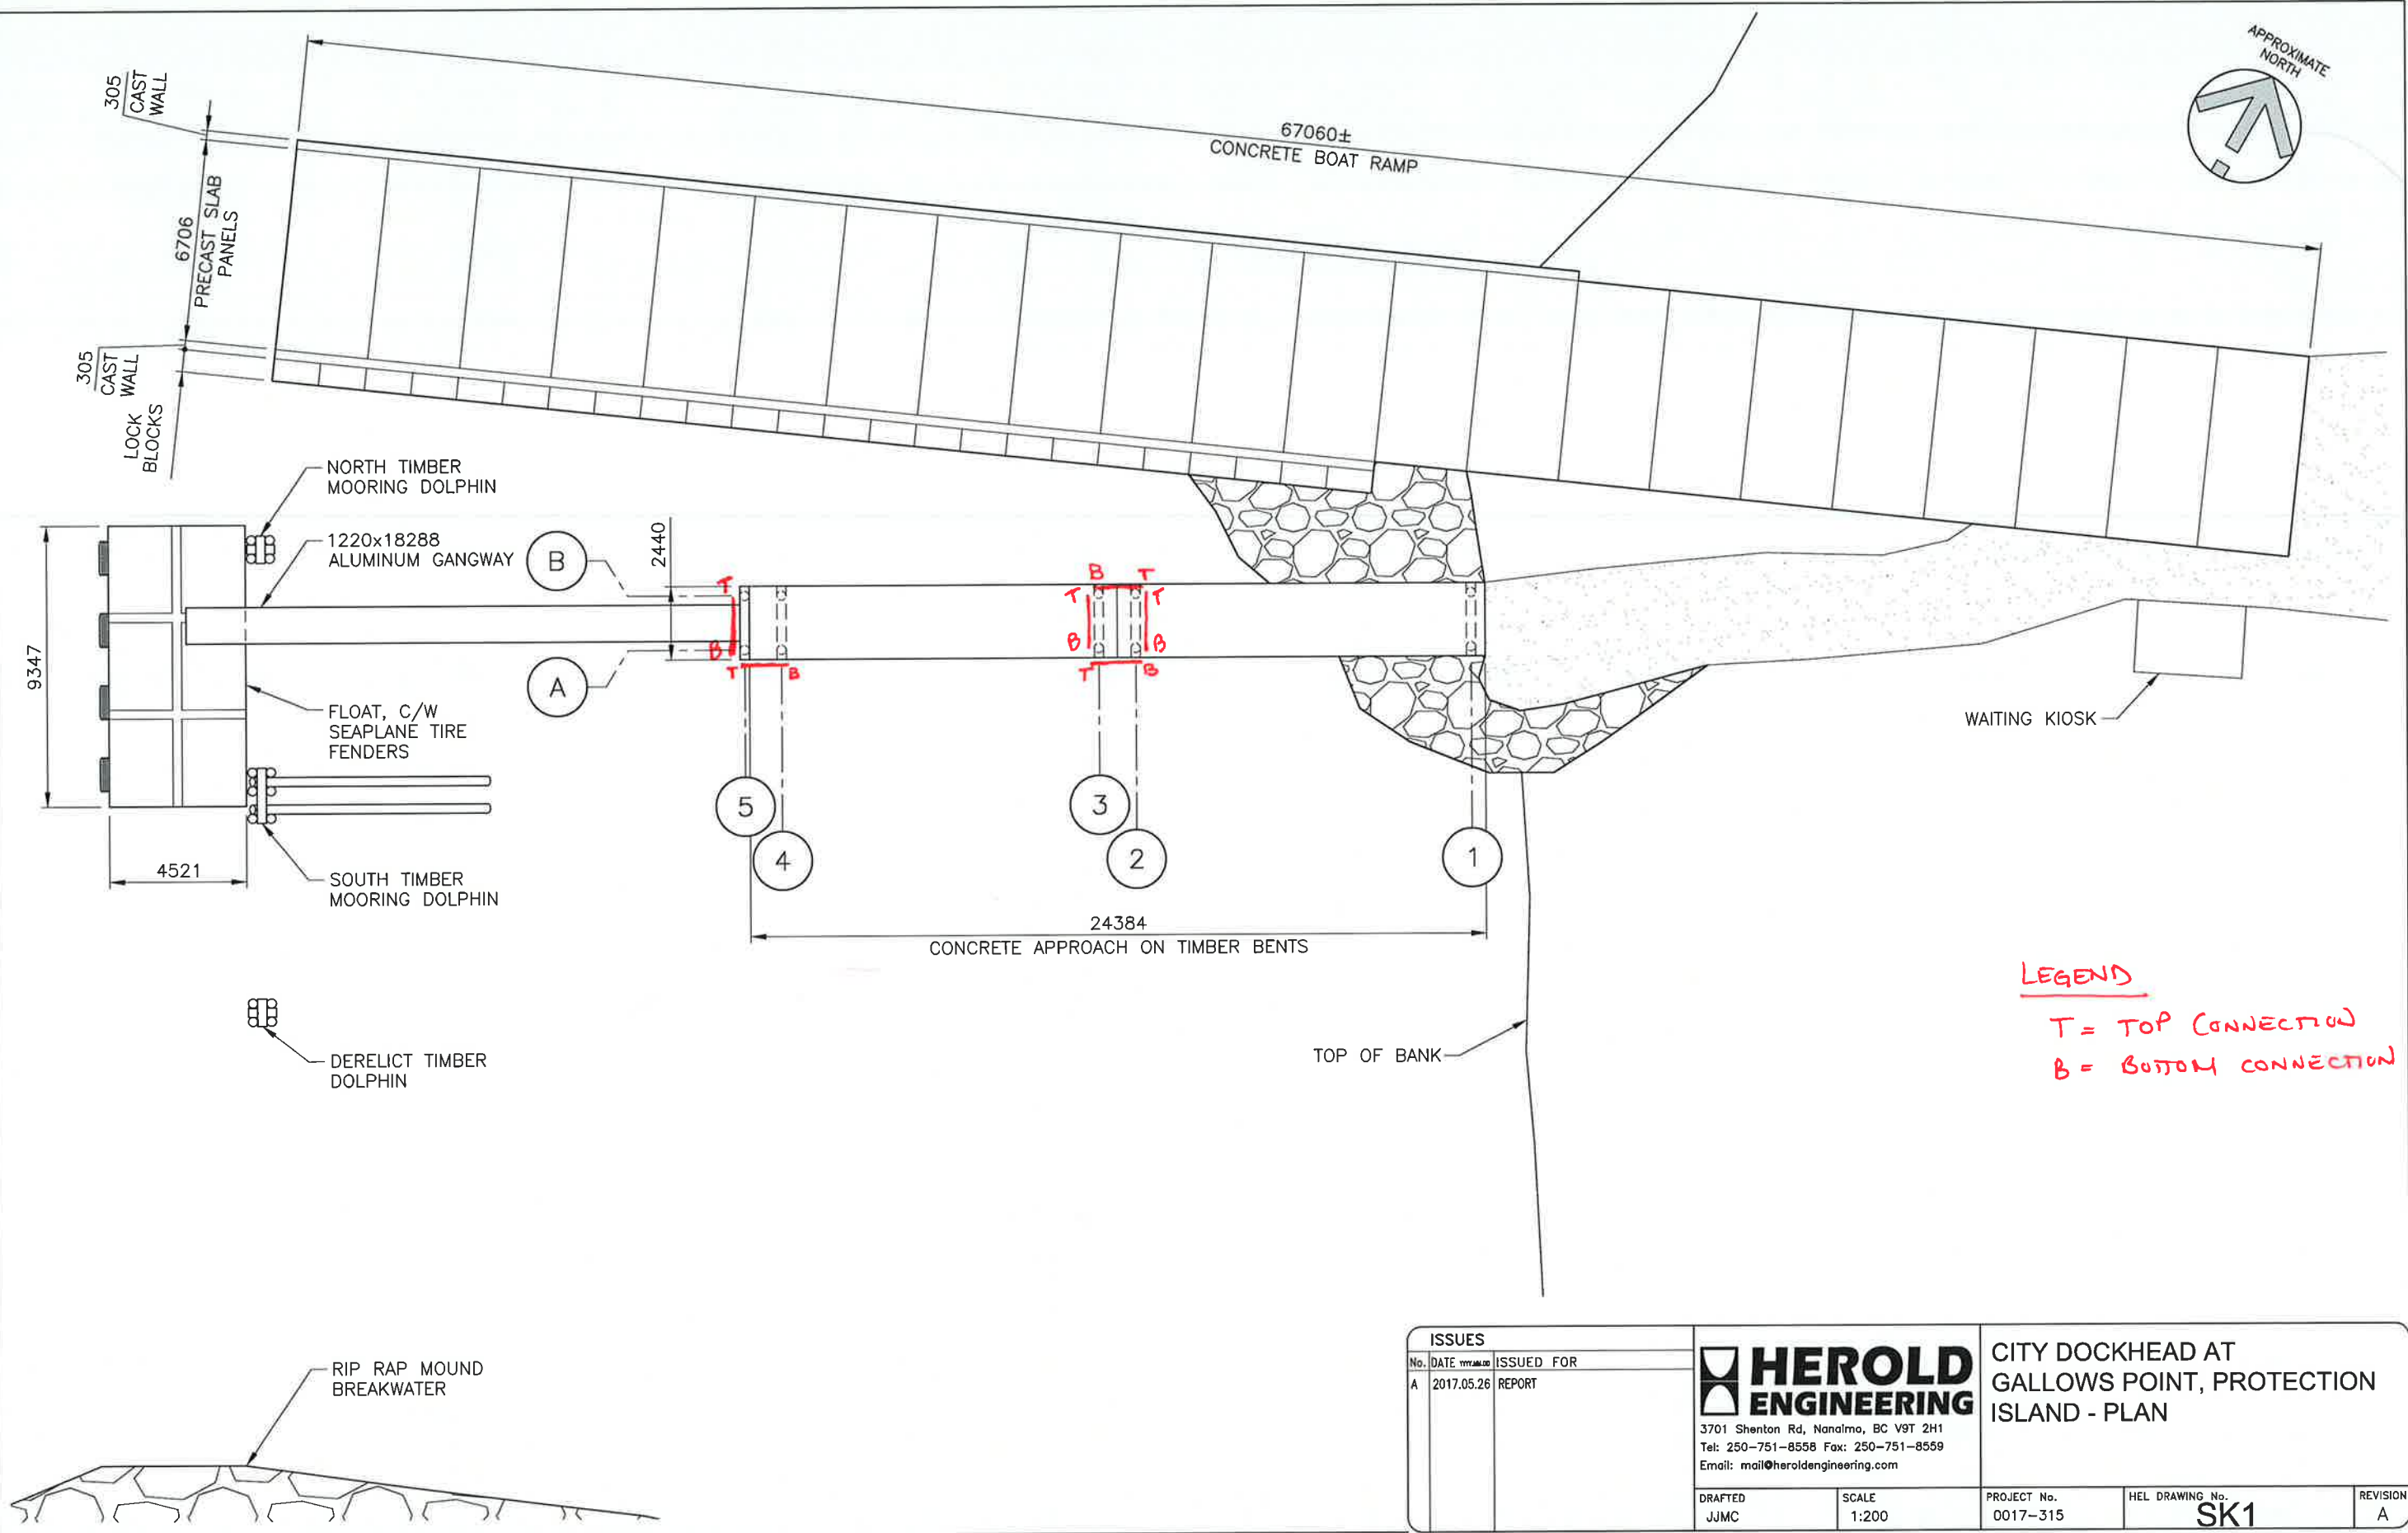 APPROXIMATE
NORTH
305
CAST
WALL
6706
PRECAST SLAB
PANELS
305
CAST
WALL
LOCK
BLOCKS
67060±
CONCRETE BOAT RAMP
NORTH TIMBER
MOORING DOLPHIN
1220x18288
ALUMINUM GANGWAY
B
A
2440
9347
4521
FLOAT, C/W
SEAPLANE TIRE
FENDERS
SOUTH TIMBER
MOORING DOLPHIN
T
B
T
B
B
T
T
T
B
B
T
B
5
4
3
2
1
24384
CONCRETE APPROACH ON TIMBER BENTS
WAITING KIOSK
TOP OF BANK
DERELICT TIMBER
DOLPHIN
RIP RAP MOUND
BREAKWATER
LEGEND
T = TOP CONNECTION
B = BOTTOM CONNECTION
ISSUES
No. DATE YYYY.MM.DD ISSUED FOR
A 2017.05.26 REPORT
HEROLD
ENGINEERING
3701 Shenton Rd, Nanaimo, BC V9T 2H1
Tel: 250-751-8558 Fax: 250-751-8559
Email: mail@heroldengineering.com
CITY DOCKHEAD AT
GALLOWS POINT, PROTECTION
ISLAND - PLAN
DRAFTED
JJMC
SCALE
1:200
PROJECT No.
0017-315
HEL DRAWING No.
SK1
REVISION
A